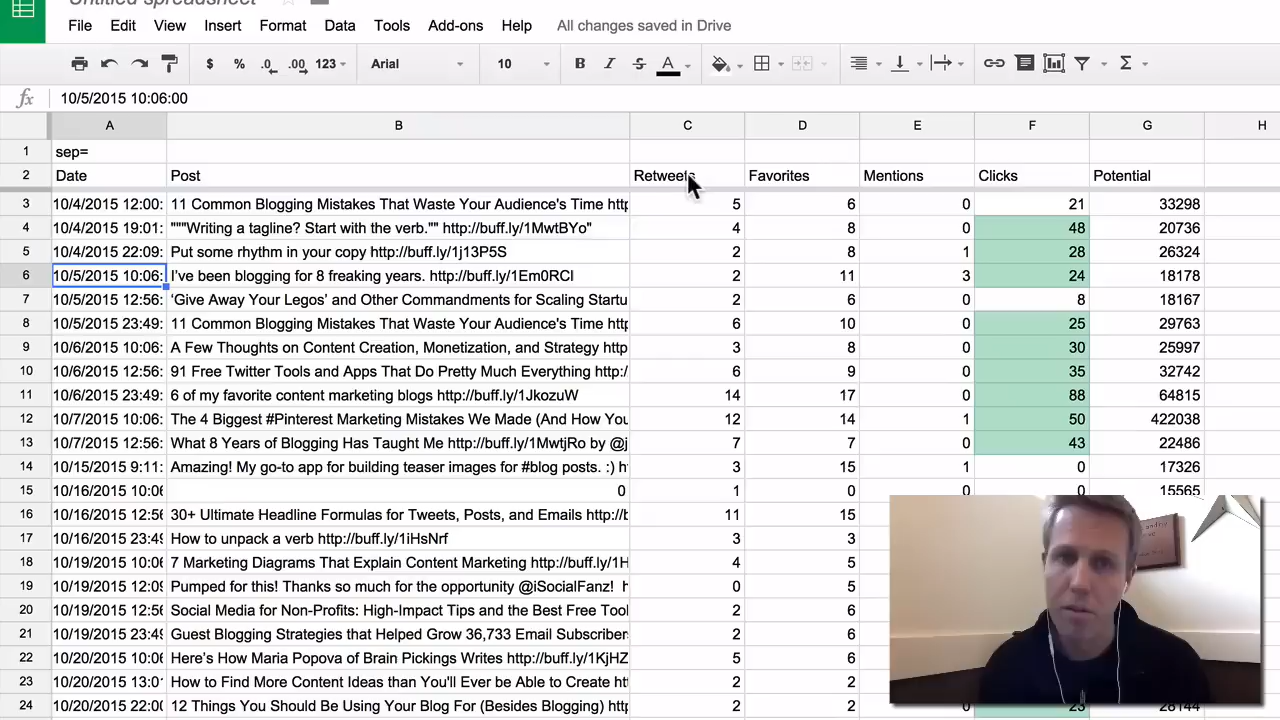 Untitled spreadsheet
File Edit View Insert Format Data Tools Add-ons Help All changes saved in Drive
$ % .0 .00 123 Arial 10 B I S A Σ
fx 10/5/2015 10:06:00
A B C D E F G H
1 sep=
2 Date Post Retweets Favorites Mentions Clicks Potential
3 10/4/2015 12:00: 11 Common Blogging Mistakes That Waste Your Audience's Time http 5 6 0 21 33298
4 10/4/2015 19:01: """Writing a tagline? Start with the verb."" http://buff.ly/1MwtBYo" 4 8 0 48 20736
5 10/4/2015 22:09: Put some rhythm in your copy http://buff.ly/1j13P5S 2 8 1 28 26324
6 10/5/2015 10:06: I've been blogging for 8 freaking years. http://buff.ly/1Em0RCI 2 11 3 24 18178
7 10/5/2015 12:56: 'Give Away Your Legos' and Other Commandments for Scaling Startu 2 6 0 8 18167
8 10/5/2015 23:49: 11 Common Blogging Mistakes That Waste Your Audience's Time http 6 10 0 25 29763
9 10/6/2015 10:06: A Few Thoughts on Content Creation, Monetization, and Strategy http 3 8 0 30 25997
10 10/6/2015 12:56: 91 Free Twitter Tools and Apps That Do Pretty Much Everything http:/ 6 9 0 35 32742
11 10/6/2015 23:49: 6 of my favorite content marketing blogs http://buff.ly/1JkozuW 14 17 0 88 64815
12 10/7/2015 10:06: The 4 Biggest #Pinterest Marketing Mistakes We Made (And How You 12 14 1 50 422038
13 10/7/2015 12:56: What 8 Years of Blogging Has Taught Me http://buff.ly/1MwtjRo by @j 7 7 0 43 22486
14 10/15/2015 9:11: Amazing! My go-to app for building teaser images for #blog posts. :) h 3 15 1 0 17326
15 10/16/2015 10:06 0 1 0 0 0 15565
16 10/16/2015 12:56 30+ Ultimate Headline Formulas for Tweets, Posts, and Emails http://b 11 15
17 10/16/2015 23:49 How to unpack a verb http://buff.ly/1iHsNrf 3 3
18 10/19/2015 10:06 7 Marketing Diagrams That Explain Content Marketing http://buff.ly/1H 4 5
19 10/19/2015 12:09 Pumped for this! Thanks so much for the opportunity @iSocialFanz! h 0 5
20 10/19/2015 12:56 Social Media for Non-Profits: High-Impact Tips and the Best Free Tool 2 6
21 10/19/2015 23:49 Guest Blogging Strategies that Helped Grow 36,733 Email Subscriber 2 6
22 10/20/2015 10:06 Here's How Maria Popova of Brain Pickings Writes http://buff.ly/1KjHZ 5 6
23 10/20/2015 13:01 How to Find More Content Ideas than You'll Ever be Able to Create ht 2 2
24 10/20/2015 22:00 12 Things You Should Be Using Your Blog For (Besides Blogging) htt 2 2 23 28144